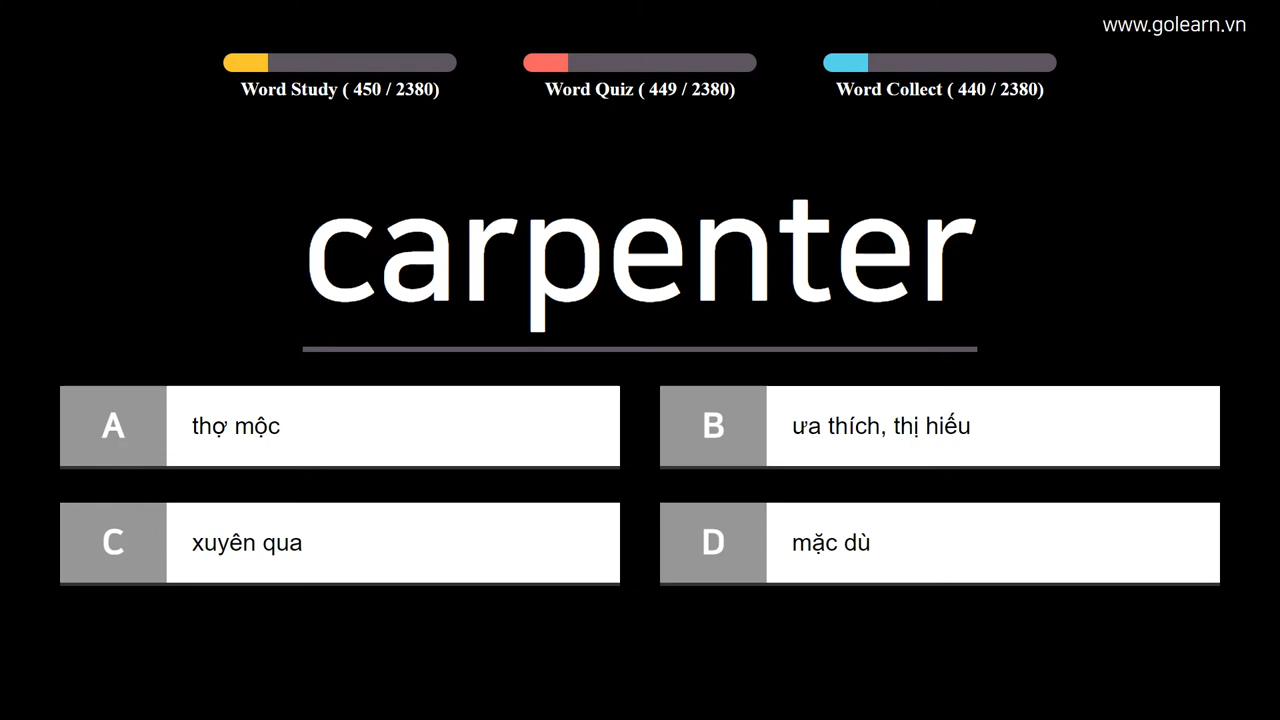 www.golearn.vn
Word Study ( 450 / 2380)
Word Quiz ( 449 / 2380)
Word Collect ( 440 / 2380)
carpenter
A thợ mộc
B ưa thích, thị hiếu
C xuyên qua
D mặc dù